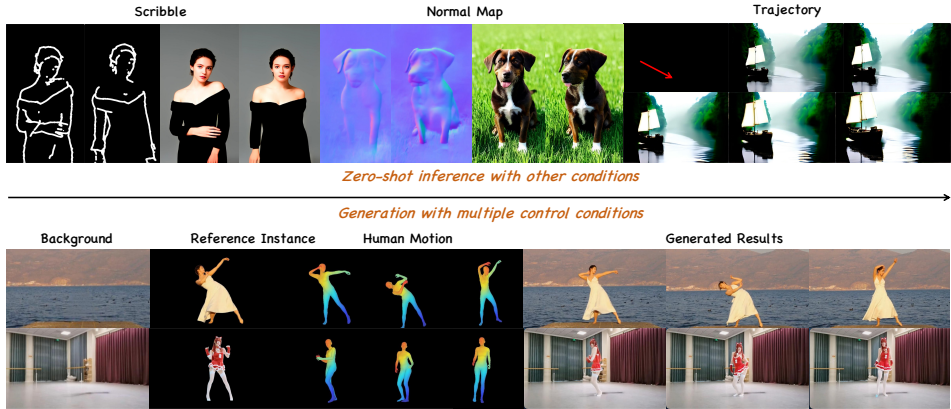 Scribble
Normal Map
Trajectory
Zero-shot inference with other conditions
Generation with multiple control conditions
Background
Reference Instance
Human Motion
Generated Results